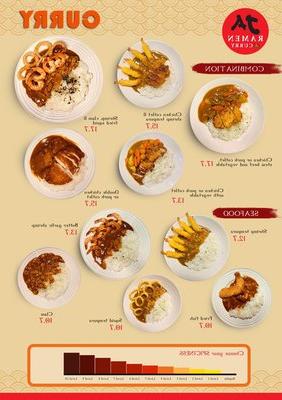 CURRY
JA
RAMEN
& CURRY
COMBINATION
Chicken cutlet &
shrimp tempura
15.7
Shrimp, clam &
fried squid
17.7
Chicken or pork cutlet
stew beef and vegetable
17.7
Chicken or pork cutlet
with vegetable
13.7
Double chicken
or pork cutlet
15.7
SEAFOOD
Shrimp tempura
12.7
Butter garlic shrimp
13.7
Fried Fish
10.7
Squid tempura
10.7
Clam
10.7
Choose your SPICINESS
Regular